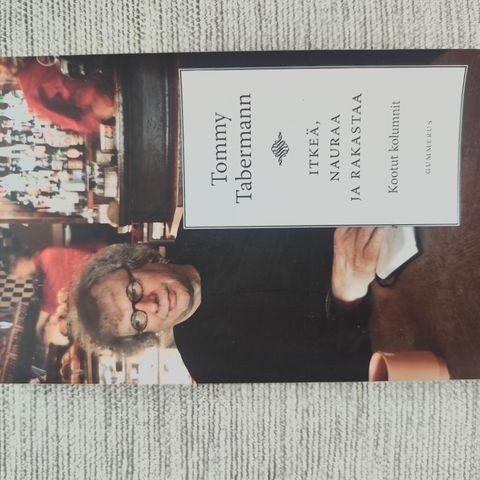 Tommy
Tabermann
ITKEÄ,
NAURAA
JA RAKASTAA
Kootut kolumnit
GUMMERUS